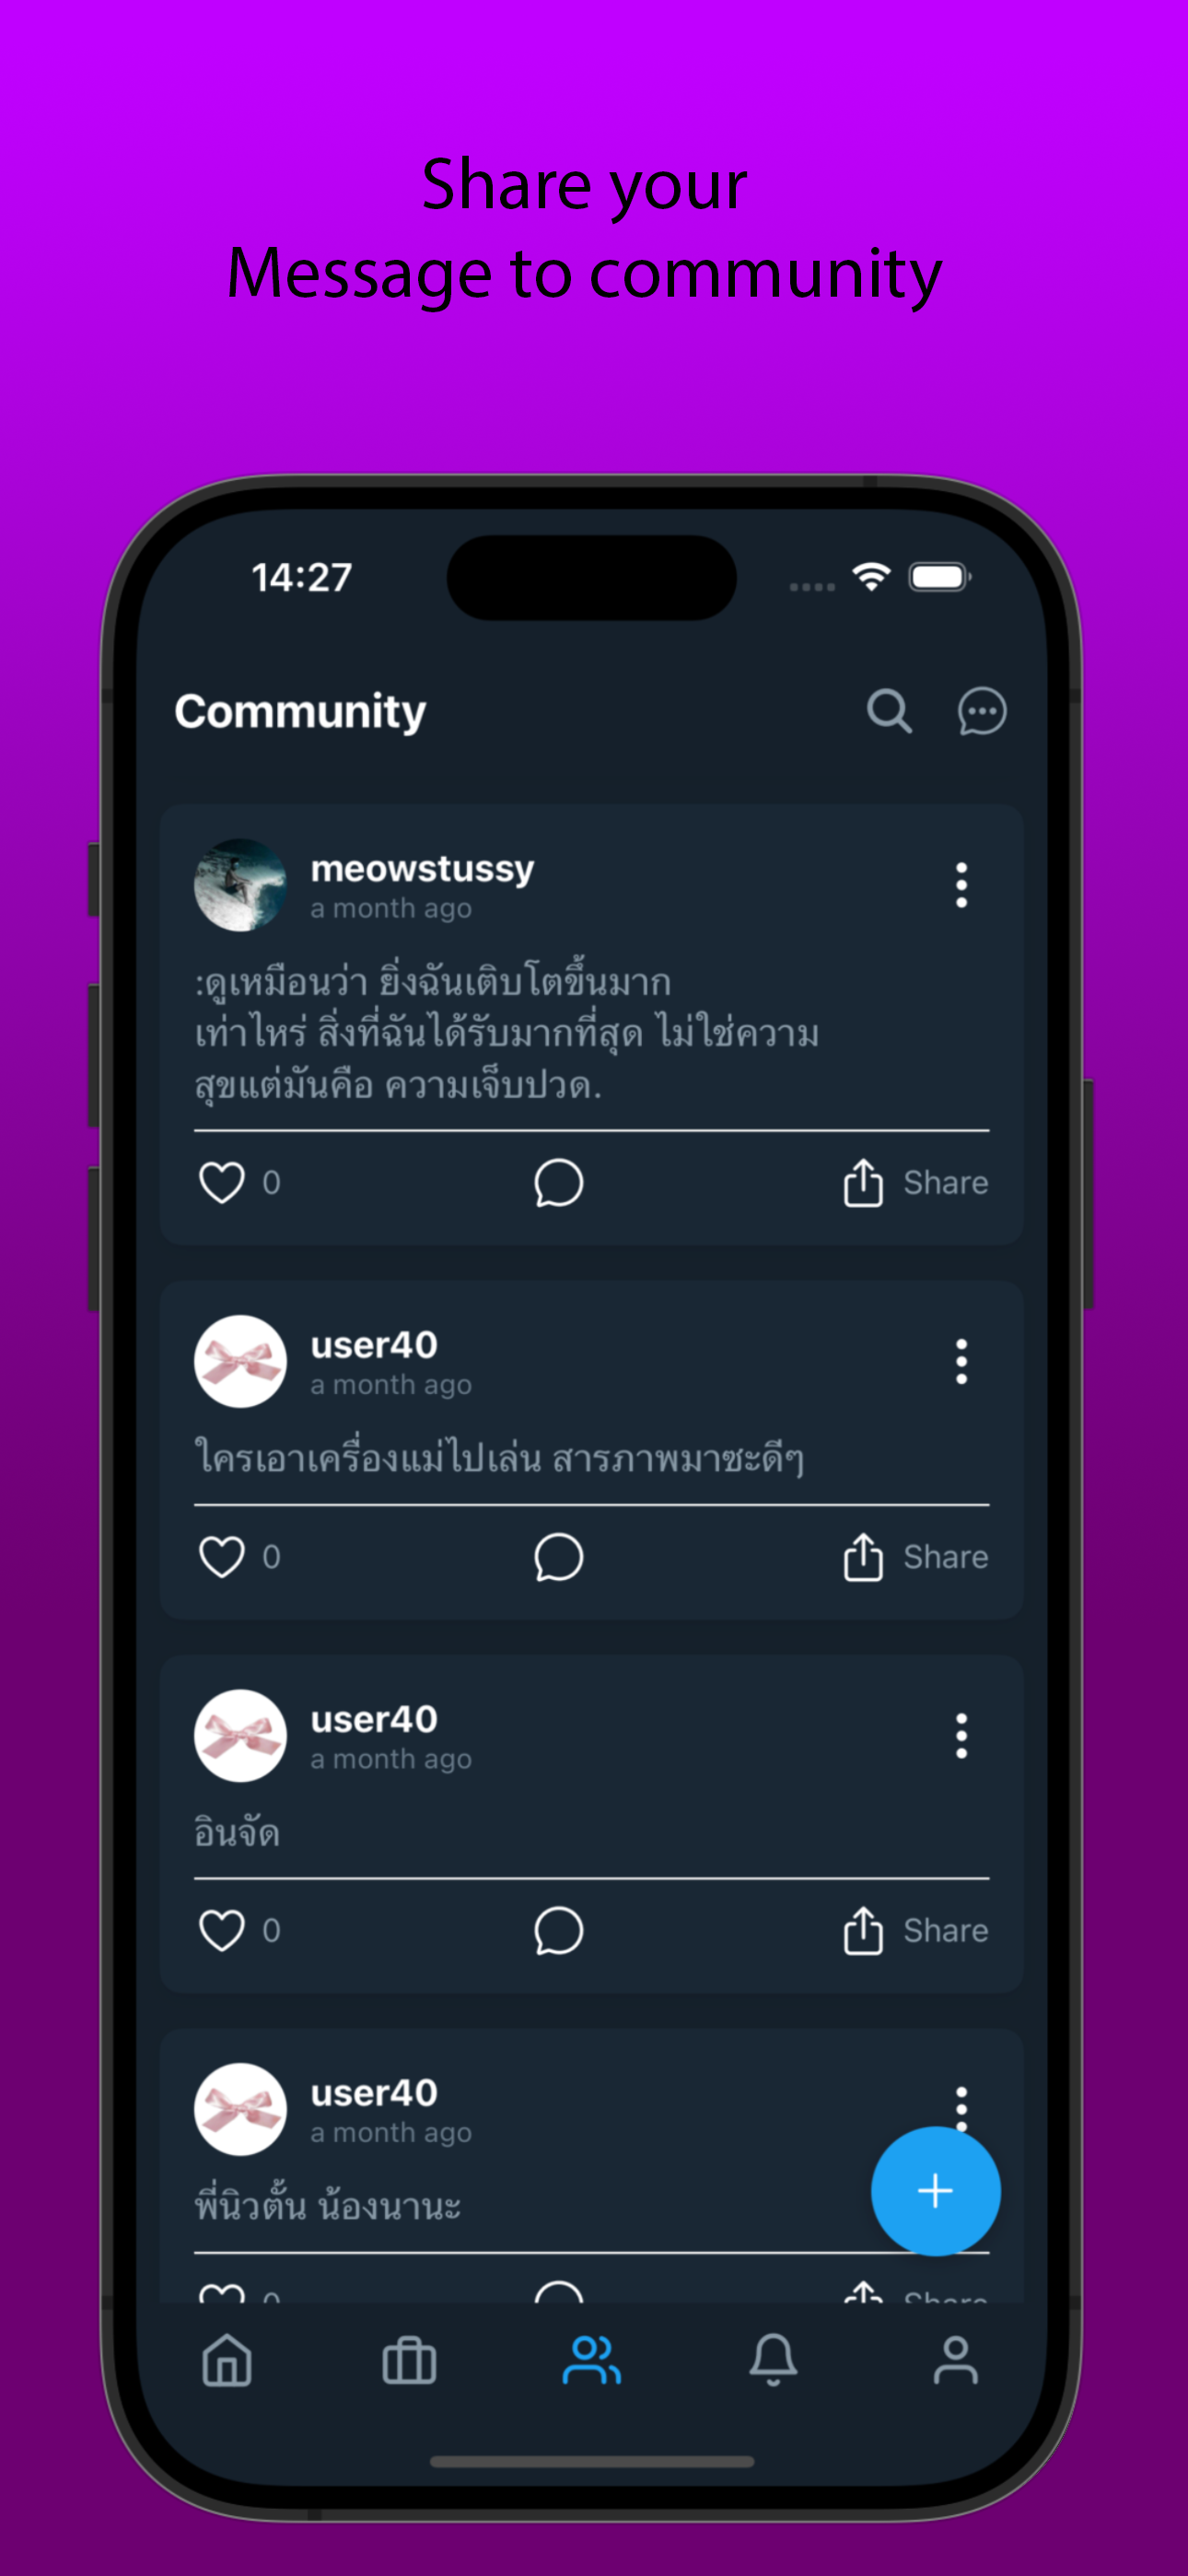 Share your
Message to community
14:27
Community
meowstussy
a month ago
:ดูเหมือนว่า ยิ่งฉันเติบโตขึ้นมาก
เท่าไหร่ สิ่งที่ฉันได้รับมากที่สุด ไม่ใช่ความ
สุขแต่มันคือ ความเจ็บปวด.
0 Share
user40
a month ago
ใครเอาเครื่องแม่ไปเล่น สารภาพมาซะดีๆ
0 Share
user40
a month ago
อินจัด
0 Share
user40
a month ago
พี่นิวตั้น น้องนานะ
0 Share